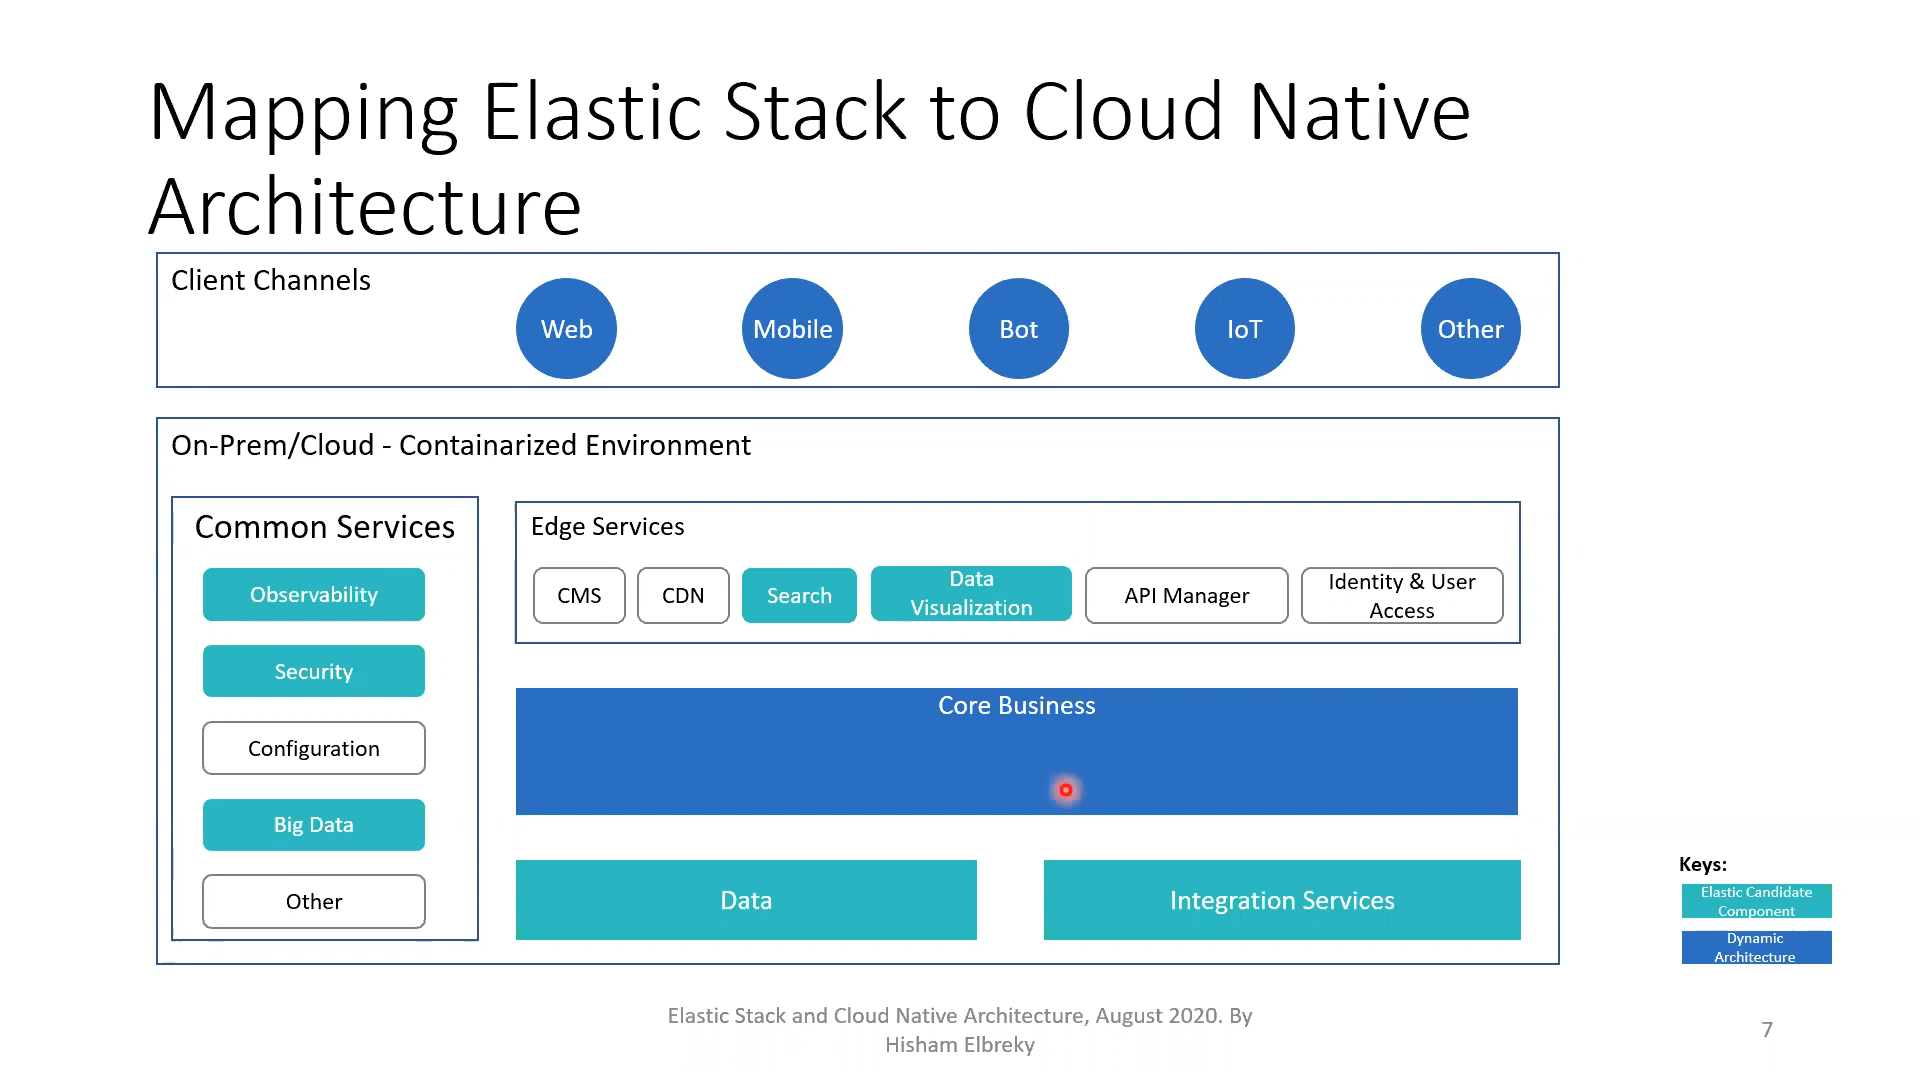 Mapping Elastic Stack to Cloud Native
Architecture
Client Channels
Web
Mobile
Bot
IoT
Other
On-Prem/Cloud - Containarized Environment
Common Services
Observability
Security
Configuration
Big Data
Other
Edge Services
CMS
CDN
Search
Data
Visualization
API Manager
Identity & User
Access
Core Business
Data
Integration Services
Keys:
Elastic Candidate
Component
Dynamic
Architecture
Elastic Stack and Cloud Native Architecture, August 2020. By
Hisham Elbreky
7